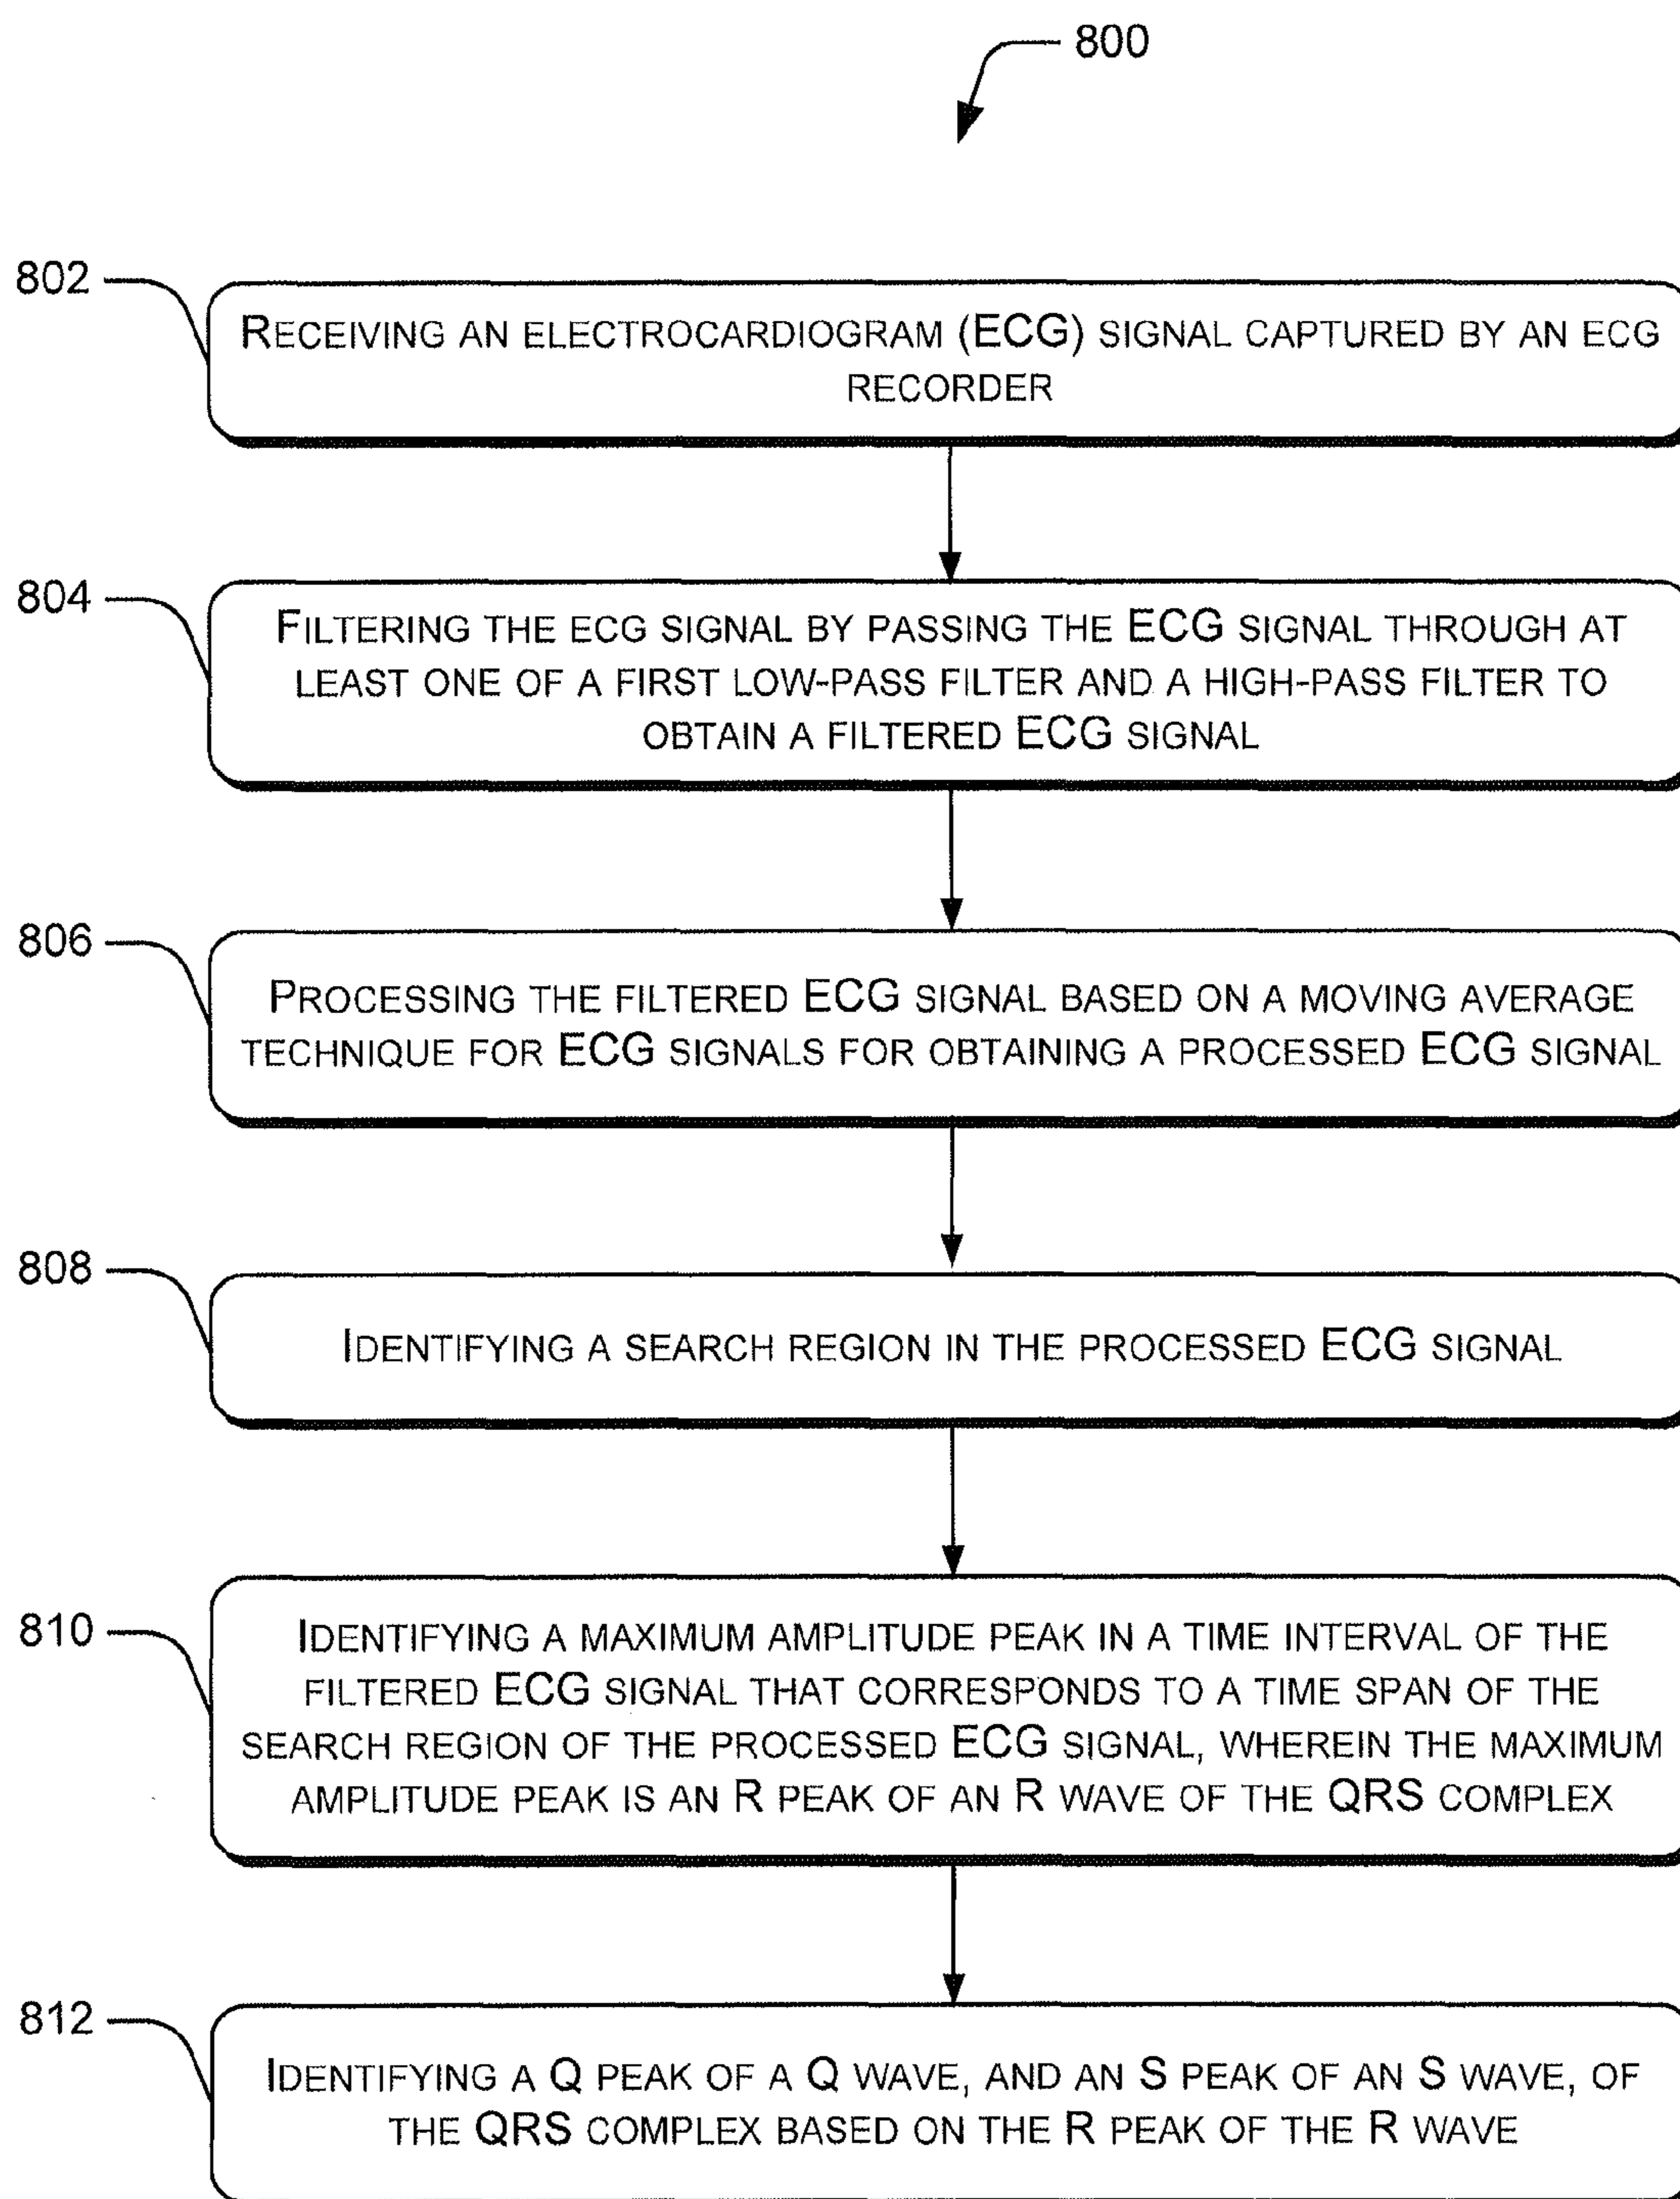 800
802
RECEIVING AN ELECTROCARDIOGRAM (ECG) SIGNAL CAPTURED BY AN ECG
RECORDER
804
FILTERING THE ECG SIGNAL BY PASSING THE ECG SIGNAL THROUGH AT
LEAST ONE OF A FIRST LOW-PASS FILTER AND A HIGH-PASS FILTER TO
OBTAIN A FILTERED ECG SIGNAL
806
PROCESSING THE FILTERED ECG SIGNAL BASED ON A MOVING AVERAGE
TECHNIQUE FOR ECG SIGNALS FOR OBTAINING A PROCESSED ECG SIGNAL
808
IDENTIFYING A SEARCH REGION IN THE PROCESSED ECG SIGNAL
810
IDENTIFYING A MAXIMUM AMPLITUDE PEAK IN A TIME INTERVAL OF THE
FILTERED ECG SIGNAL THAT CORRESPONDS TO A TIME SPAN OF THE
SEARCH REGION OF THE PROCESSED ECG SIGNAL, WHEREIN THE MAXIMUM
AMPLITUDE PEAK IS AN R PEAK OF AN R WAVE OF THE QRS COMPLEX
812
IDENTIFYING A Q PEAK OF A Q WAVE, AND AN S PEAK OF AN S WAVE, OF
THE QRS COMPLEX BASED ON THE R PEAK OF THE R WAVE